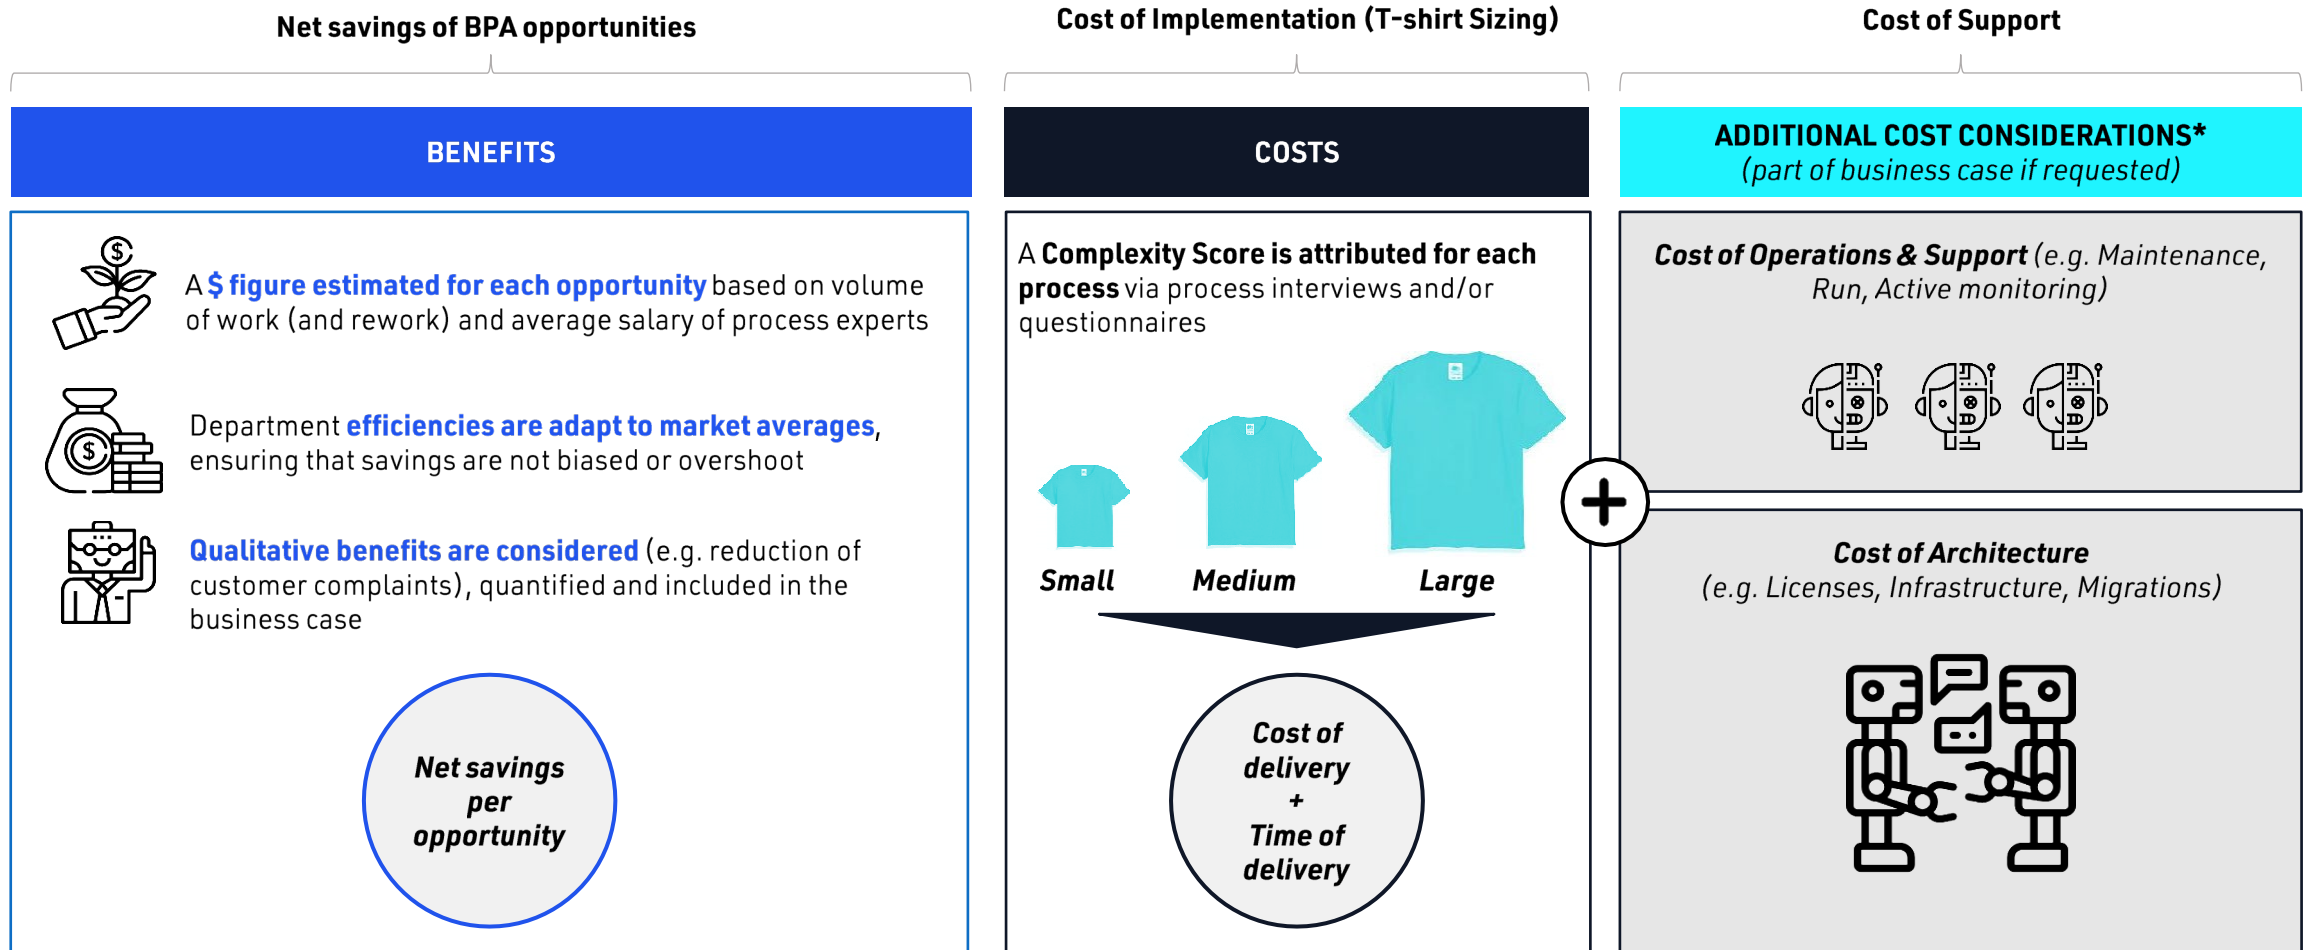 Net savings of BPA opportunities
Cost of Implementation (T-shirt Sizing)
Cost of Support
BENEFITS
COSTS
ADDITIONAL COST CONSIDERATIONS*
(part of business case if requested)
$
A $ figure estimated for each opportunity based on volume
of work (and rework) and average salary of process experts
$
Department efficiencies are adapt to market averages,
ensuring that savings are not biased or overshoot
Qualitative benefits are considered (e.g. reduction of
customer complaints), quantified and included in the
business case
Net savings
per
opportunity
A Complexity Score is attributed for each
process via process interviews and/or
questionnaires
Small
Medium
Large
Cost of
delivery
+
Time of
delivery
+
Cost of Operations & Support (e.g. Maintenance,
Run, Active monitoring)
Cost of Architecture
(e.g. Licenses, Infrastructure, Migrations)